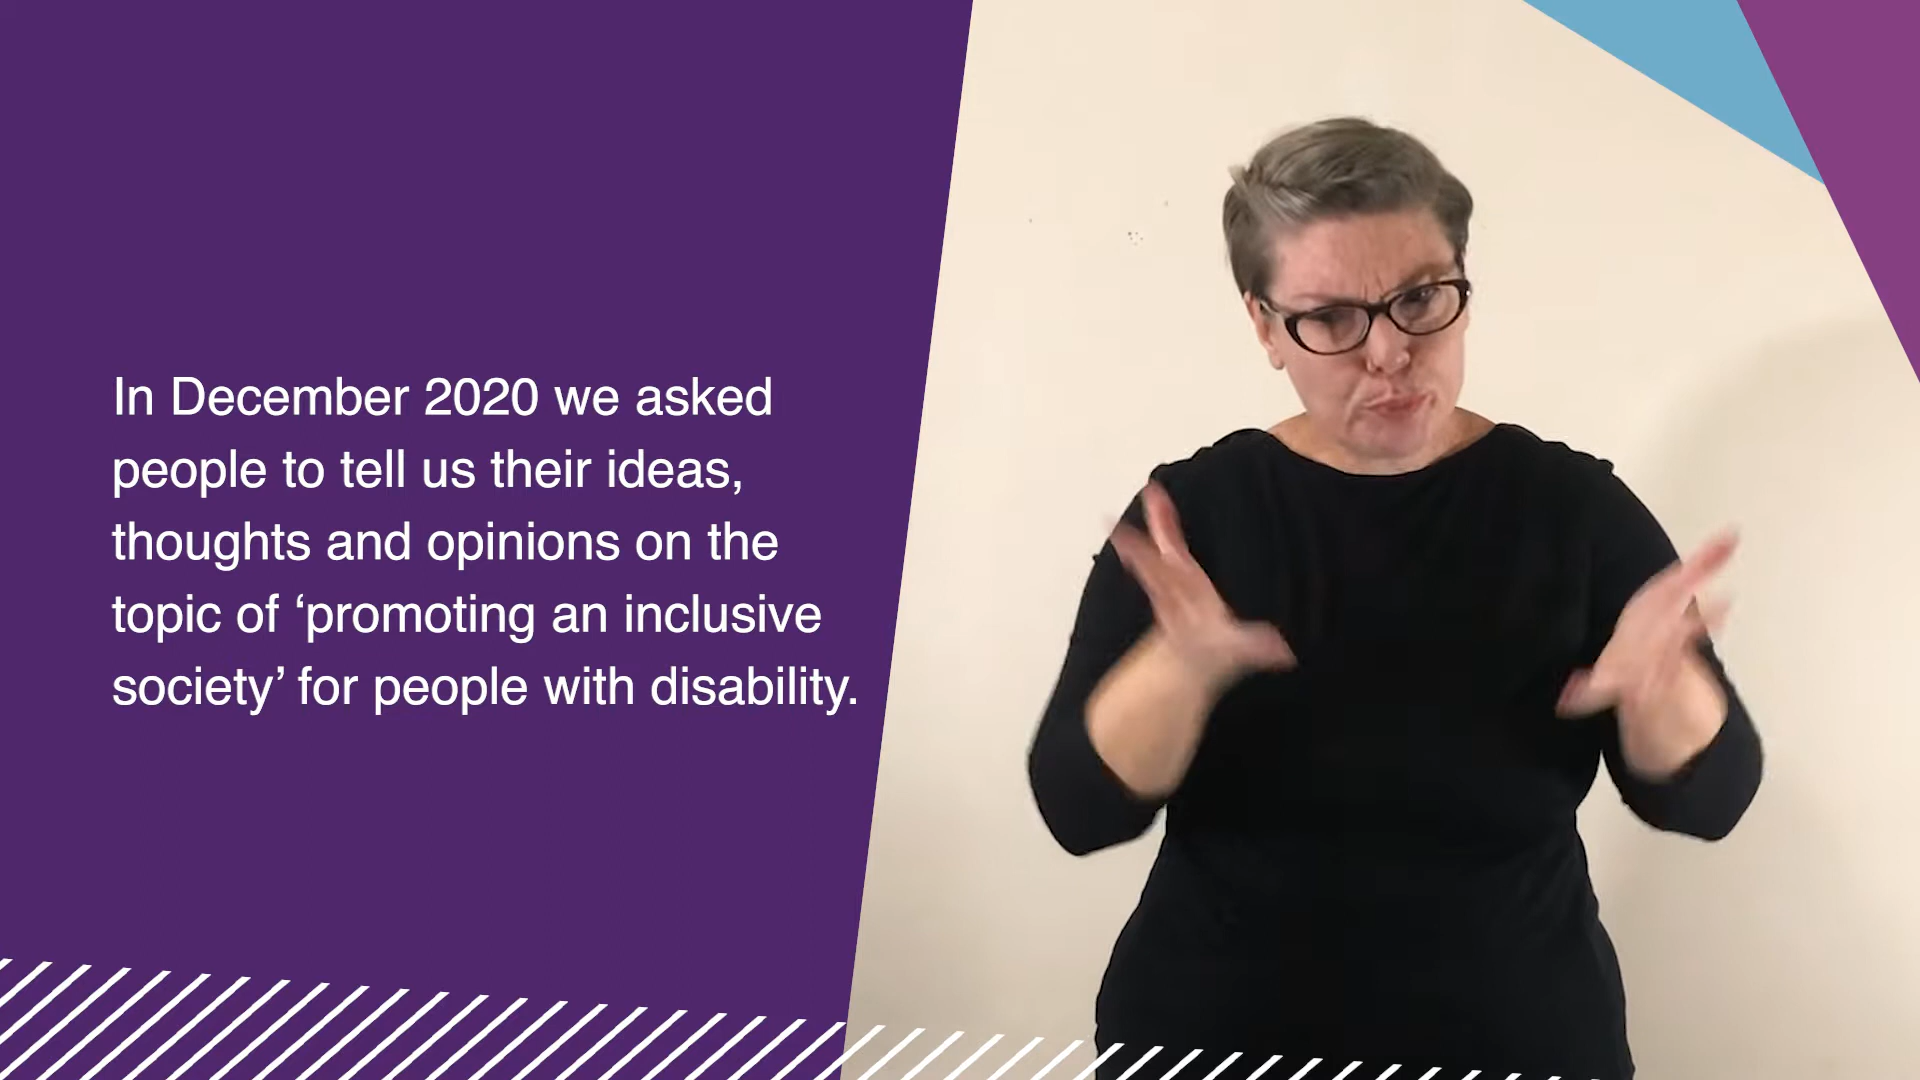 In December 2020 we asked
people to tell us their ideas,
thoughts and opinions on the
topic of ‘promoting an inclusive
society’ for people with disability.